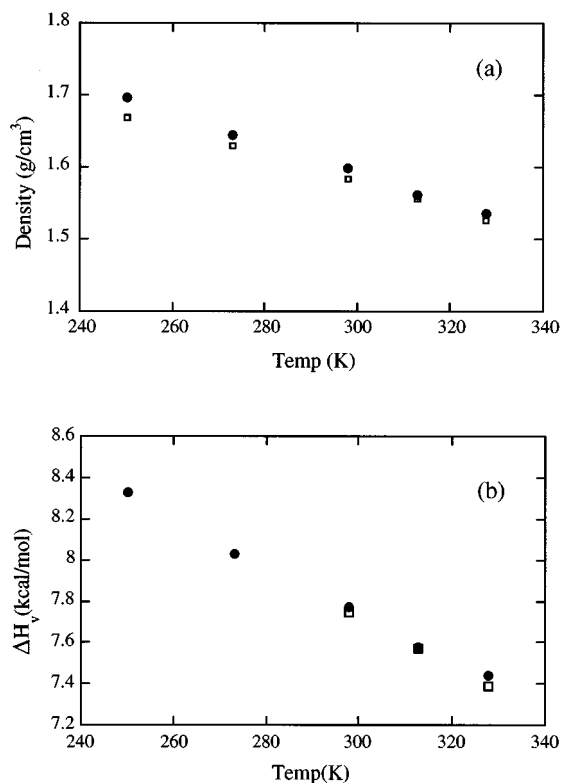 1.8
(a)
1.7
1.6
1.5
1.4
Density (g/cm³)
240 260 280 300 320 340
Temp (K)
8.6
(b)
8.4
8.2
8
7.8
7.6
7.4
7.2
ΔHᵥ(kcal/mol)
240 260 280 300 320 340
Temp(K)